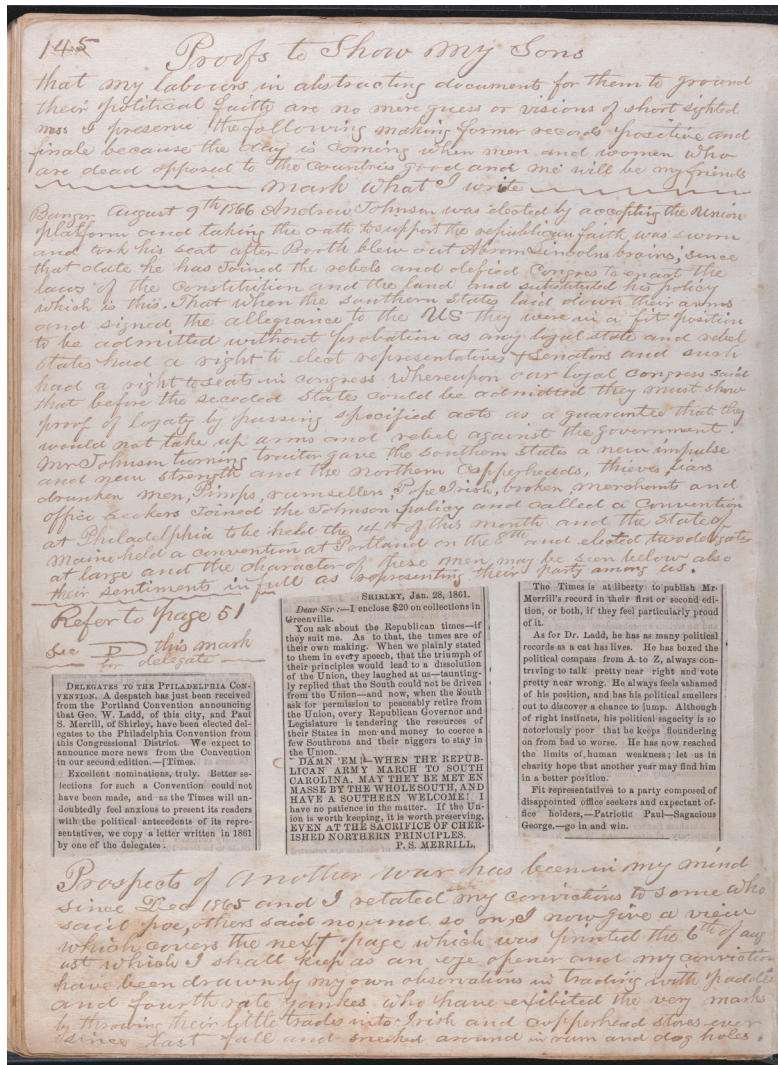 145
Proofs to Show my Sons
that my labours in abstracting documents for them to ground
their political faith are no mere guess or visions of short sighted
ness I preserve the following making former records positive and
finale because the day is coming when men and women who
are dead opposed to the countries good and me will be my friends
mark what I write
Bangor August 9th 1866 Andrew Johnson was elected by accepting the Union
platform and taking the oath to support the republican faith was sworn
and took his seat after Booth blew out Abram Lincolns brains, since
that date he has Joined the rebels and defied Congres to enact the
laws of the Constitution and the land and substituted his policy
which is this. That when the southern States laid down their arms
and signed the allegrance to the US they were in a fit position
to be admitted without probation as any loyal state and rebel
States had a right to elect representatives & Senators and such
had a right to seats in congress whereupon our loyal Congress said
that before the seceded States could be admitted they must show
proof of loyaty by passing specified acts as a guarantee that they
would not take up arms and rebel against the government.
Mr Johnson turning traitor gave the Southern States a new impulse
and new strength and the northern Copperheads, thieves, liars
drunken men, Pimps, rumsellers, Pope Irish, broken merchants and
office seekers Joined the Johnson policy and called a Convention
at Philadelphia to be held the 14th of this month and the State of
Maine held a convention at Portland on the 8th and elected two delegates
at large and the character of these men may be seen below also
their sentiments in full as representing their party among us.
Refer to page 51
See D this mark
for delegate
DELEGATES TO THE PHILADELPHIA CON-
VENTION. A despatch has just been received
from the Portland Convention announcing
that Geo. W. Ladd, of this city, and Paul
S. Merrill, of Shirley, have been elected del-
egates to the Philadelphia Convention from
this Congressional District. We expect to
announce more news from the Convention
in our second edition.—[Times.
Excellent nominations, truly. Better se-
lections for such a Convention could not
have been made, and as the Times will un-
doubtedly feel anxious to present its readers
with the political antecedents of its repre-
sentatives, we copy a letter written in 1861
by one of the delegates:
SHIRLEY, Jan. 28, 1861.
Dear Sir:—I enclose $20 on collections in
Greenville.
You ask about the Republican times—if
they suit me. As to that, the times are of
their own making. When we plainly stated
to them in every speech, that the triumph of
their principles would lead to a dissolution
of the Union, they laughed at us—taunting-
ly replied that the South could not be driven
from the Union—and now, when the South
ask for permission to peaceably retire from
the Union, every Republican Governor and
Legislature is tendering the resources of
their States in men and money to coerce a
few Southrons and their niggers to stay in
the Union.
DAMN 'EM!—WHEN THE REPUB-
LICAN ARMY MARCH TO SOUTH
CAROLINA, MAY THEY BE MET EN
MASSE BY THE WHOLE SOUTH, AND
HAVE A SOUTHERN WELCOME! I
have no patience in the matter. If the Un-
ion is worth keeping, it is worth preserving,
EVEN AT THE SACRIFICE OF CHER-
ISHED NORTHERN PRINCIPLES.
P. S. MERRILL.
The Times is at liberty to publish Mr.
Merrill's record in their first or second edi-
tion, or both, if they feel particularly proud
of it.
As for Dr. Ladd, he has as many political
records as a cat has lives. He has boxed the
political compass from A to Z, always con-
triving to talk pretty near right and vote
pretty near wrong. He always feels ashamed
of his position, and has his political smellers
out to discover a chance to jump. Although
of right instincts, his political sagacity is so
notoriously poor that he keeps floundering
on from bad to worse. He has now reached
the limits of human weakness; let us in
charity hope that another year may find him
in a better position.
Fit representatives to a party composed of
disappointed office seekers and expectant of-
fice holders,—Patriotic Paul—Sagacious
George,—go in and win.
Prospects of Another war has been in my mind
since Dec 1865 and I related my convictions to some who
said poe, others said no, and so on, I now give a view
which covers the next page which was printed the 6th of aug
ust which I shall keep as an eye opener and my conviction
have been drawn by my own observations in trading with paddies
and fourth rate yankes who have exibited the very marks
by throwing their little trades into Irish and copperhead stores ever
since last fall and sneeked around in rum and dog holes.